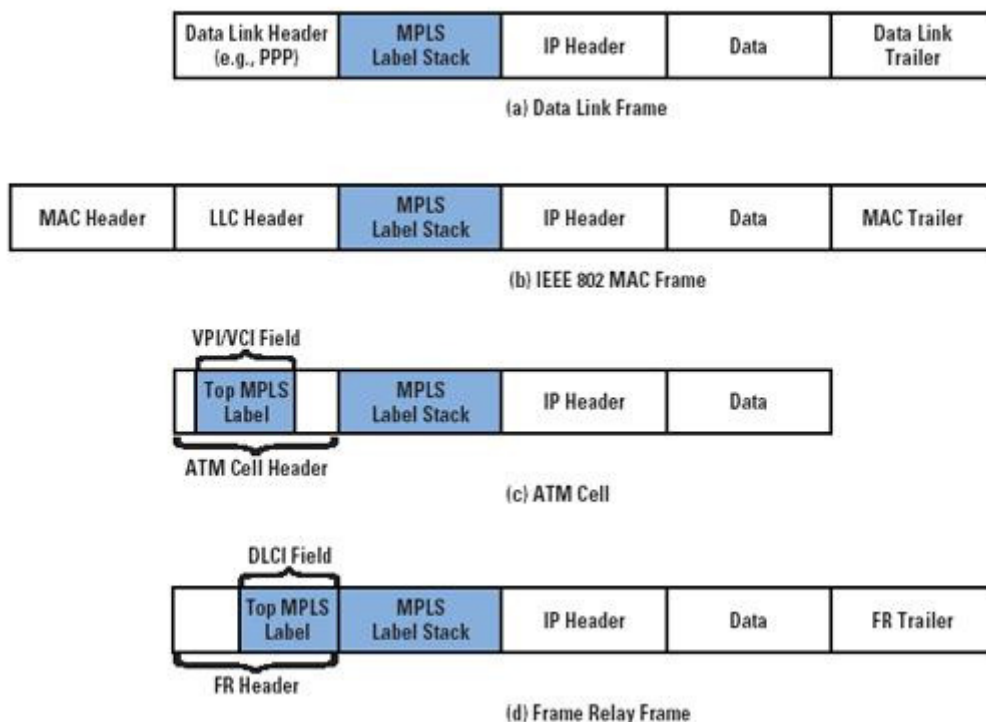 Data Link Header
(e.g., PPP)
MPLS
Label Stack
IP Header
Data
Data Link
Trailer
(a) Data Link Frame
MAC Header
LLC Header
MPLS
Label Stack
IP Header
Data
MAC Trailer
(b) IEEE 802 MAC Frame
VPI/VCI Field
Top MPLS
Label
MPLS
Label Stack
IP Header
Data
ATM Cell Header
(c) ATM Cell
DLCI Field
Top MPLS
Label
MPLS
Label Stack
IP Header
Data
FR Trailer
FR Header
(d) Frame Relay Frame